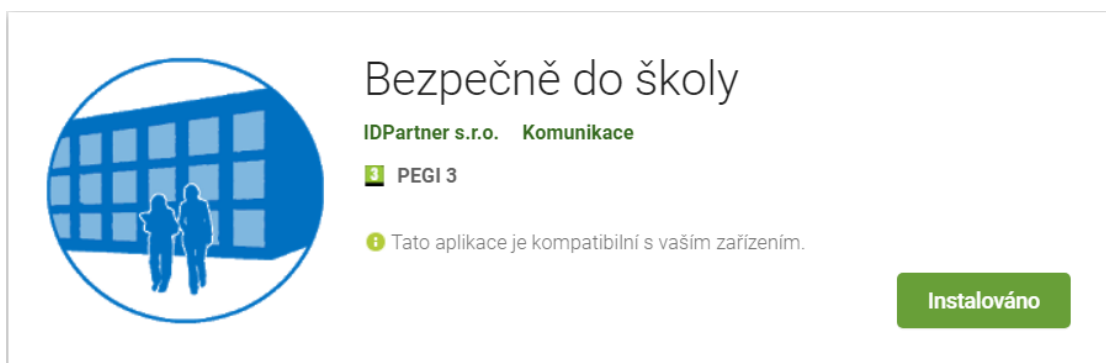 Bezpečně do školy
IDPartner s.r.o. Komunikace
3 PEGI 3
Tato aplikace je kompatibilní s vaším zařízením.
Instalováno